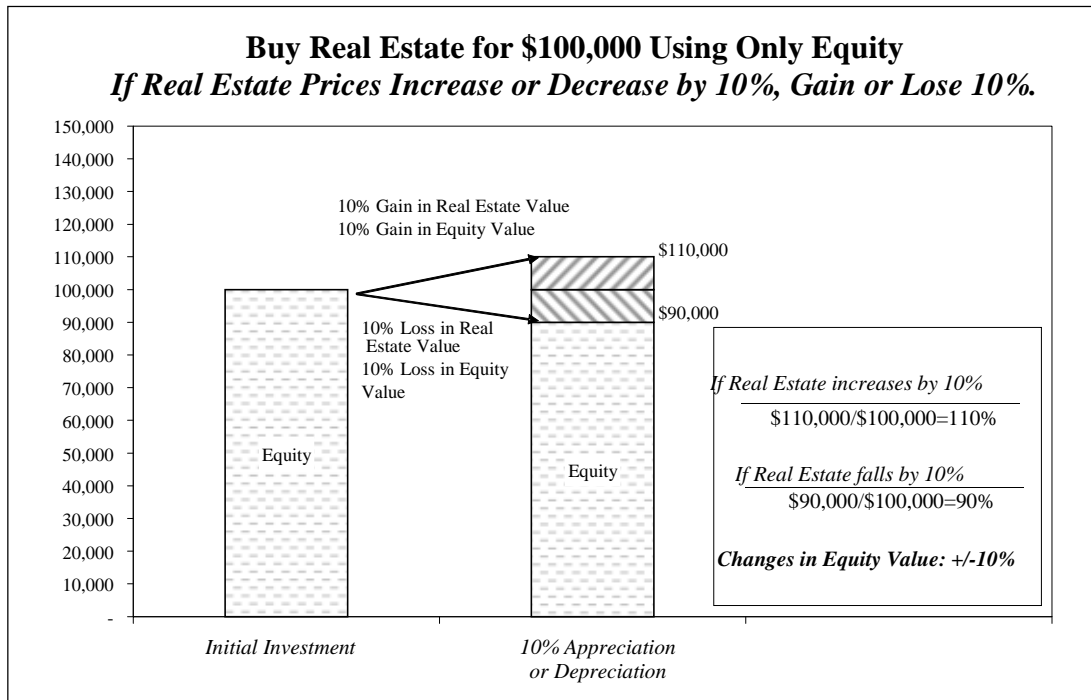 Buy Real Estate for $100,000 Using Only Equity
If Real Estate Prices Increase or Decrease by 10%, Gain or Lose 10%.
150,000
140,000
130,000
120,000
110,000
100,000
90,000
80,000
70,000
60,000
50,000
40,000
30,000
20,000
10,000
-
10% Gain in Real Estate Value
10% Gain in Equity Value
$110,000
$90,000
10% Loss in Real
Estate Value
10% Loss in Equity
Value
Equity
Equity
If Real Estate increases by 10%
$110,000/$100,000=110%
If Real Estate falls by 10%
$90,000/$100,000=90%
Changes in Equity Value: +/-10%
Initial Investment
10% Appreciation
or Depreciation